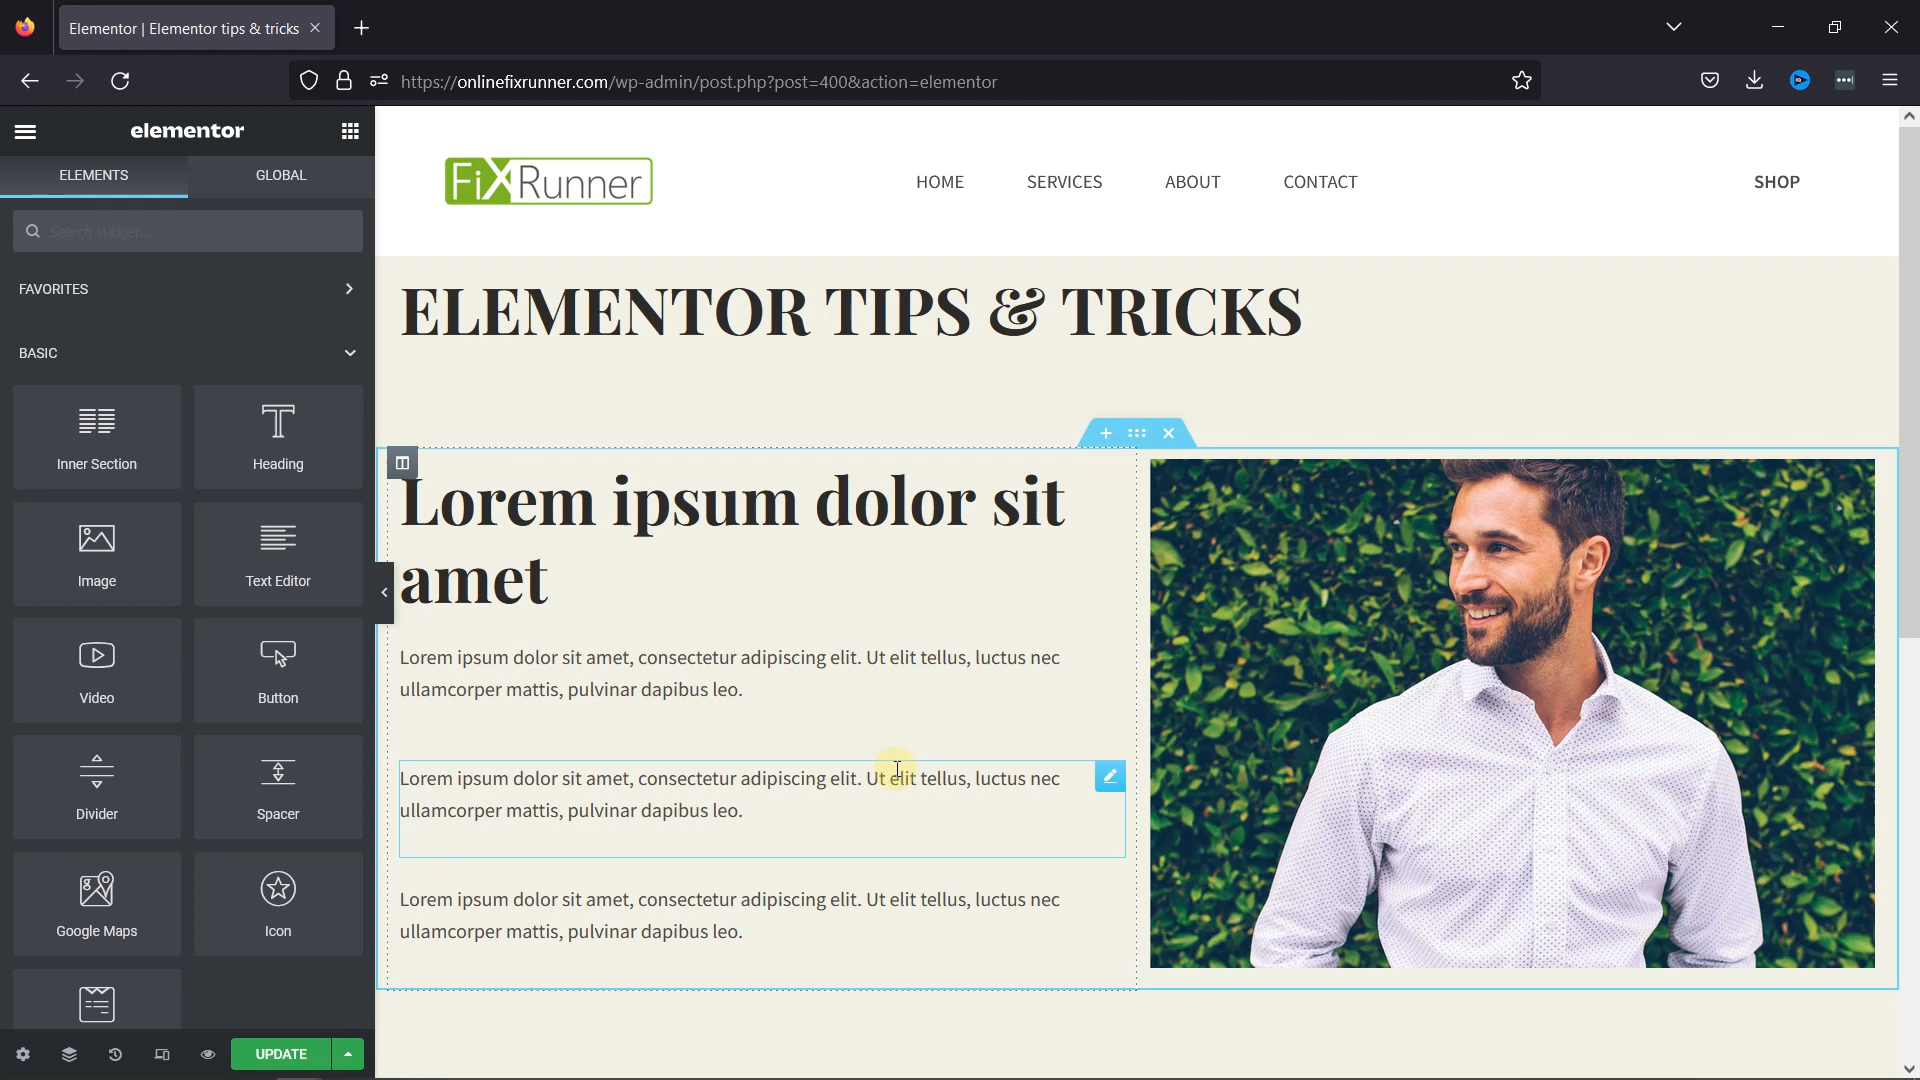 Elementor | Elementor tips & tricks
https://onlinefixrunner.com/wp-admin/post.php?post=400&action=elementor
elementor
ELEMENTS
GLOBAL
Search Widget...
FAVORITES
BASIC
Inner Section
Heading
Image
Text Editor
Video
Button
Divider
Spacer
Google Maps
Icon
UPDATE
FiXRunner
HOME
SERVICES
ABOUT
CONTACT
SHOP
ELEMENTOR TIPS & TRICKS
Lorem ipsum dolor sit
amet
Lorem ipsum dolor sit amet, consectetur adipiscing elit. Ut elit tellus, luctus nec
ullamcorper mattis, pulvinar dapibus leo.
Lorem ipsum dolor sit amet, consectetur adipiscing elit. Ut elit tellus, luctus nec
ullamcorper mattis, pulvinar dapibus leo.
Lorem ipsum dolor sit amet, consectetur adipiscing elit. Ut elit tellus, luctus nec
ullamcorper mattis, pulvinar dapibus leo.